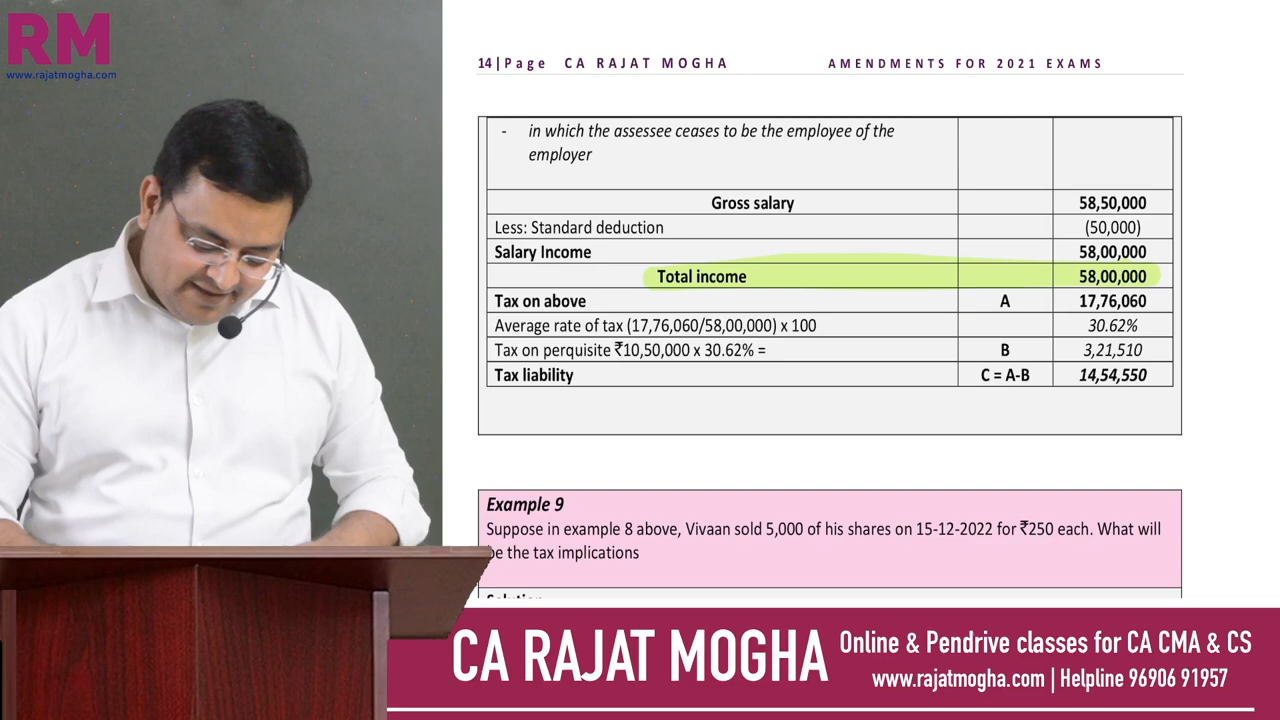 RM
www.rajatmogha.com
14|Page CA RAJAT MOGHA AMENDMENTS FOR 2021 EXAMS
- in which the assessee ceases to be the employee of the
employer
Gross salary 58,50,000
Less: Standard deduction (50,000)
Salary Income 58,00,000
Total income 58,00,000
Tax on above A 17,76,060
Average rate of tax (17,76,060/58,00,000) x 100 30.62%
Tax on perquisite ₹10,50,000 x 30.62% = B 3,21,510
Tax liability C = A-B 14,54,550
Example 9
Suppose in example 8 above, Vivaan sold 5,000 of his shares on 15-12-2022 for ₹250 each. What will
be the tax implications
CA RAJAT MOGHA
Online & Pendrive classes for CA CMA & CS
www.rajatmogha.com | Helpline 96906 91957